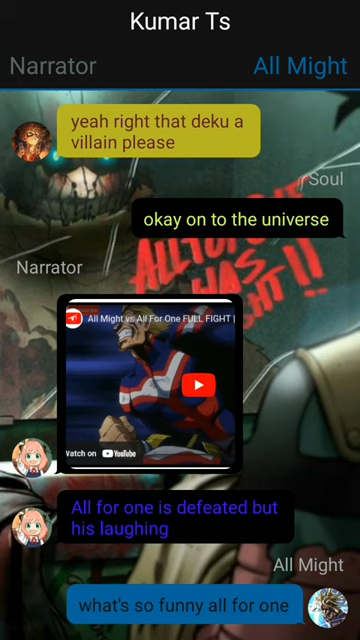 Kumar Ts
Narrator
All Might
yeah right that deku a
villain please
Soul
okay on to the universe
Narrator
All Might vs All For One FULL FIGHT |
Watch on YouTube
All for one is defeated but
his laughing
All Might
what's so funny all for one